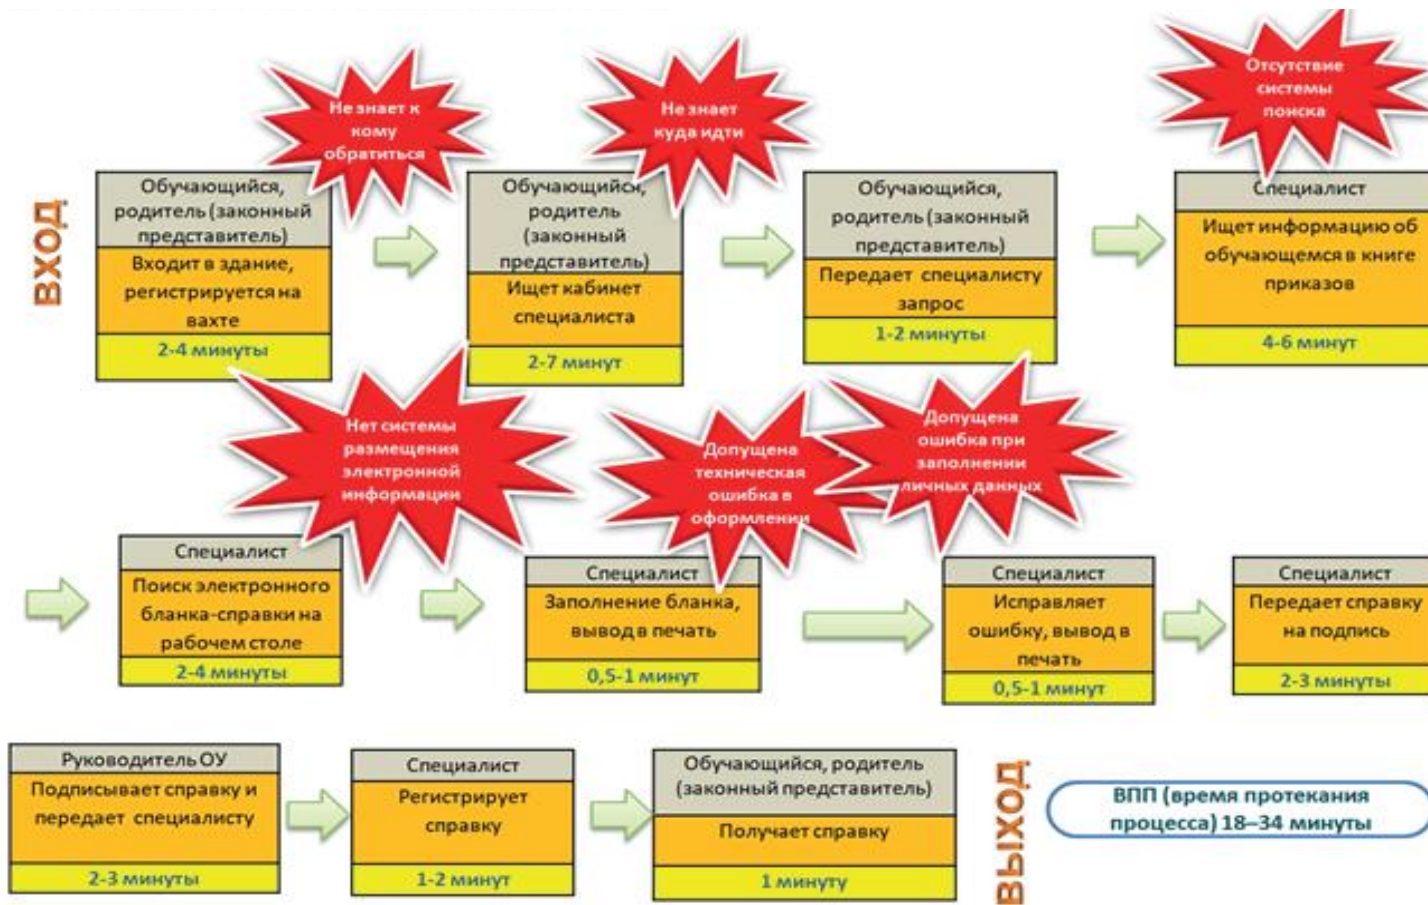 Не знает к
кому
обратиться
Не знает
куда идти
Отсутствие
системы
поиска
ВХОД
Обучающийся,
родитель (законный
представитель)
Входит в здание,
регистрируется на
вахте
2-4 минуты
Обучающийся,
родитель
(законный
представитель)
Ищет кабинет
специалиста
2-7 минут
Обучающийся,
родитель (законный
представитель)
Передает специалисту
запрос
1-2 минуты
Специалист
Ищет информацию об
обучающемся в книге
приказов
4-6 минут
Нет системы
размещения
электронной
информации
Допущена
техническая
ошибка в
оформлении
Допущена
ошибка при
заполнении
личных данных
Специалист
Поиск электронного
бланка-справки на
рабочем столе
2-4 минуты
Специалист
Заполнение бланка,
вывод в печать
0,5-1 минут
Специалист
Исправляет
ошибку, вывод в
печать
0,5-1 минут
Специалист
Передает справку
на подпись
2-3 минуты
Руководитель ОУ
Подписывает справку и
передает специалисту
2-3 минуты
Специалист
Регистрирует
справку
1-2 минут
Обучающийся, родитель
(законный представитель)
Получает справку
1 минуту
ВЫХОД
ВПП (время протекания
процесса) 18–34 минуты